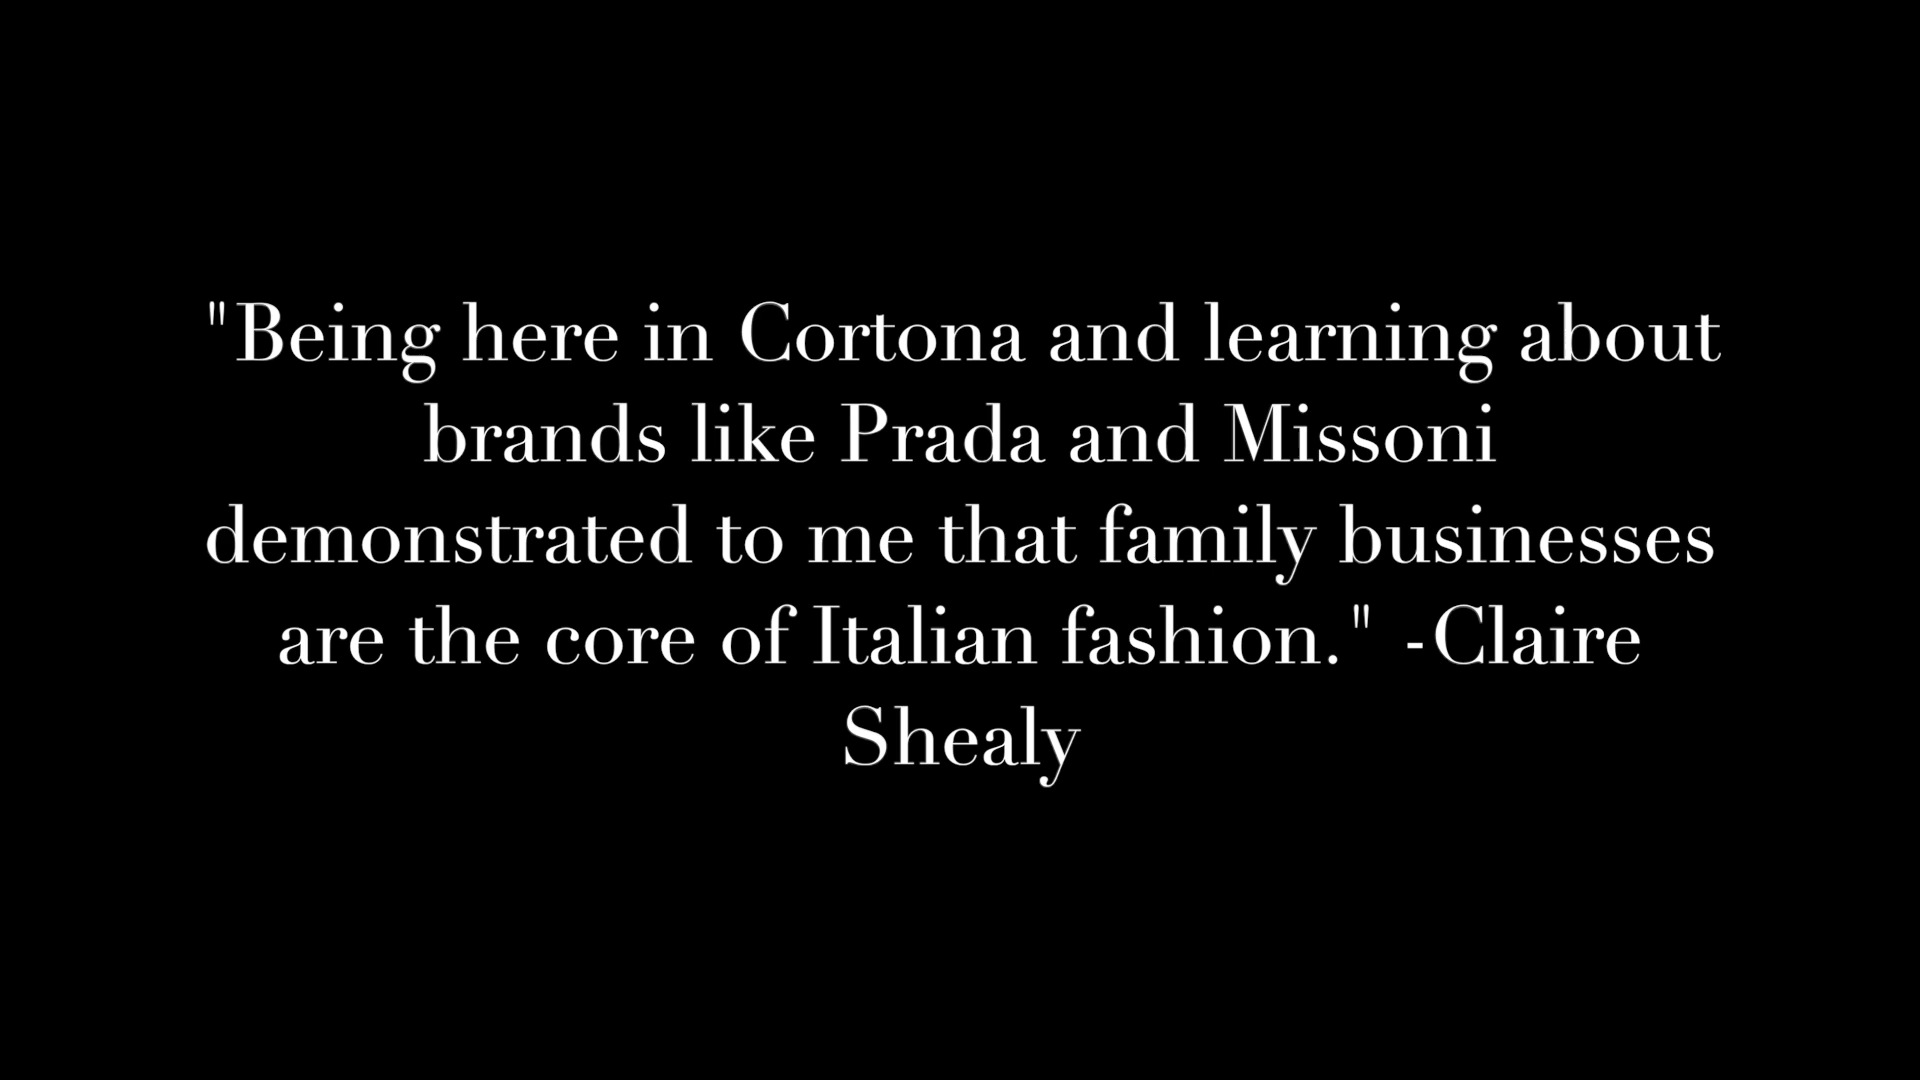 "Being here in Cortona and learning about
brands like Prada and Missoni
demonstrated to me that family businesses
are the core of Italian fashion." -Claire
Shealy